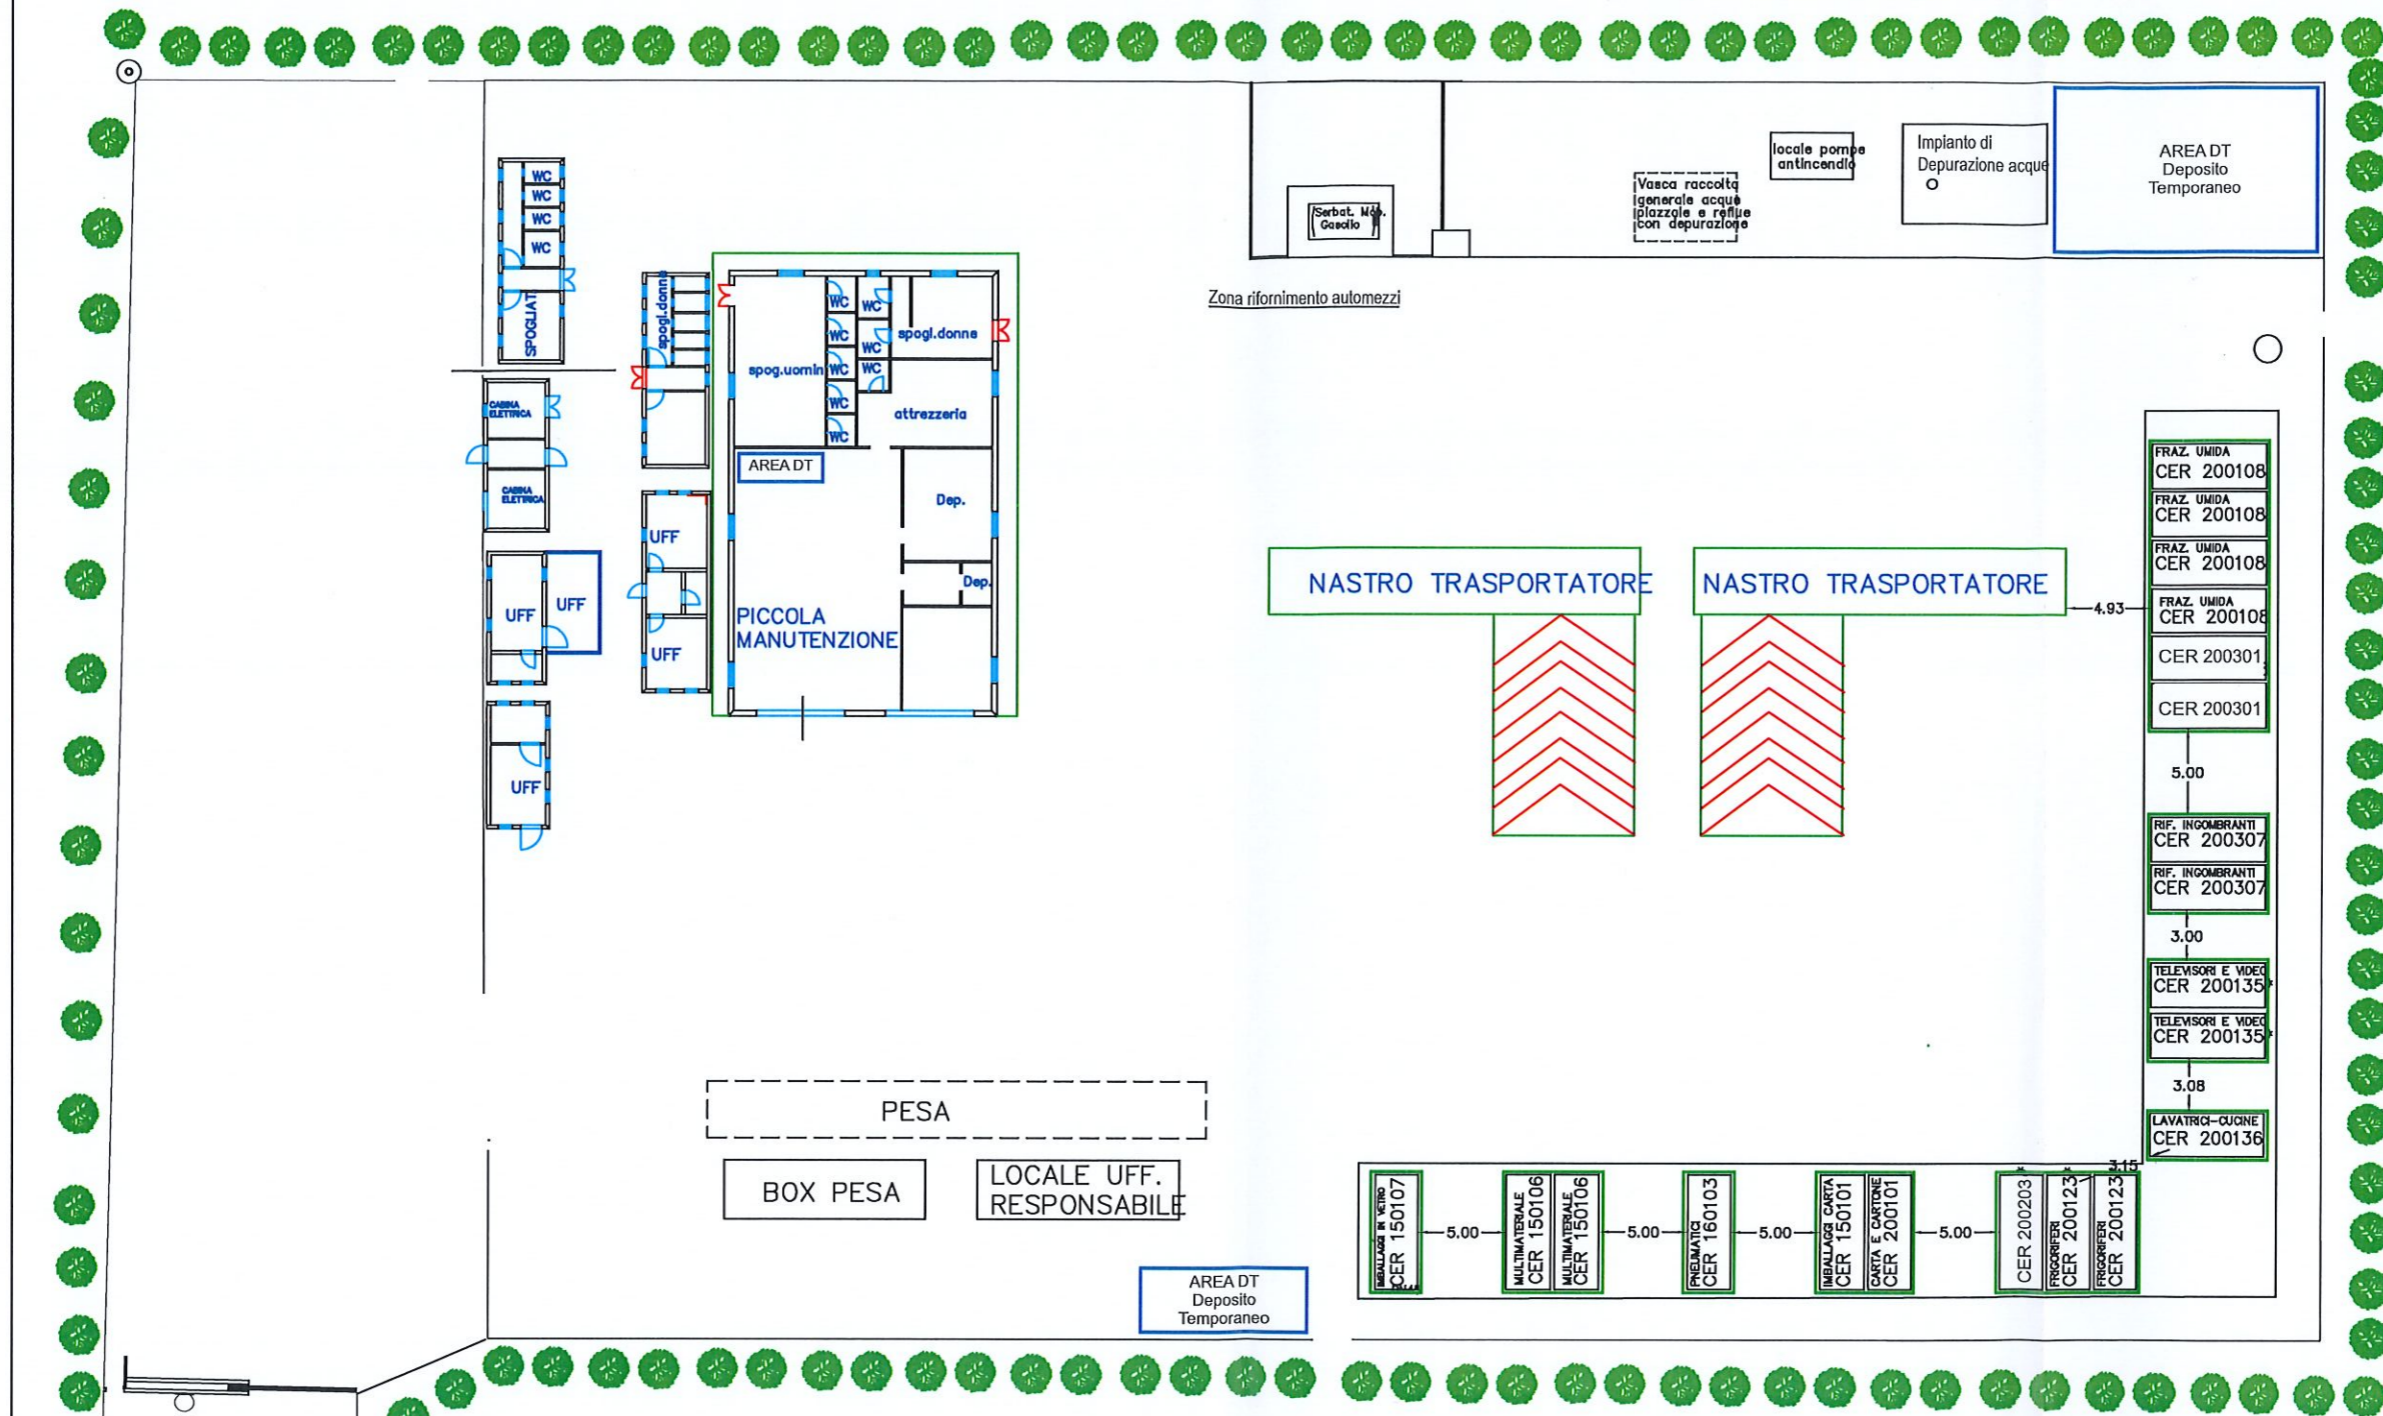 WC
WC
WC
WC
SPOGLIAT
CABINA
ELETTRICA
CABINA
ELETTRICA
UFF
UFF
UFF
spogl.donne
UFF
UFF
spog.uomin
WC
WC
WC
WC
WC
WC
WC
WC
spogl.donne
attrezzeria
AREA DT
Dep.
Dep.
PICCOLA
MANUTENZIONE
Serbat. Mob.
Gasolio
Zona rifornimento automezzi
Vasca raccolta
generale acque
piazzale e reflue
con depurazione
locale pompe
antincendio
Impianto di
Depurazione acque
AREA DT
Deposito
Temporaneo
NASTRO TRASPORTATORE
NASTRO TRASPORTATORE
4.93
FRAZ. UMIDA
CER 200108
FRAZ. UMIDA
CER 200108
FRAZ. UMIDA
CER 200108
FRAZ. UMIDA
CER 200108
CER 200301
CER 200301
5.00
RIF. INGOMBRANTI
CER 200307
RIF. INGOMBRANTI
CER 200307
3.00
TELEVISORI E VIDEO
CER 200135*
TELEVISORI E VIDEO
CER 200135*
3.08
LAVATRICI-CUCINE
CER 200136
3.15
PESA
BOX PESA
LOCALE UFF.
RESPONSABILE
AREA DT
Deposito
Temporaneo
IMBALLAGGI IN VETRO
CER 150107
5.00
MULTIMATERIALE
CER 150106
MULTIMATERIALE
CER 150106
5.00
PNEUMATICI
CER 160103
5.00
IMBALLAGGI CARTA
CER 150101
CARTA E CARTONE
CER 200101
5.00
CER 200203
FRIGORIFERI
CER 200123*
FRIGORIFERI
CER 200123*